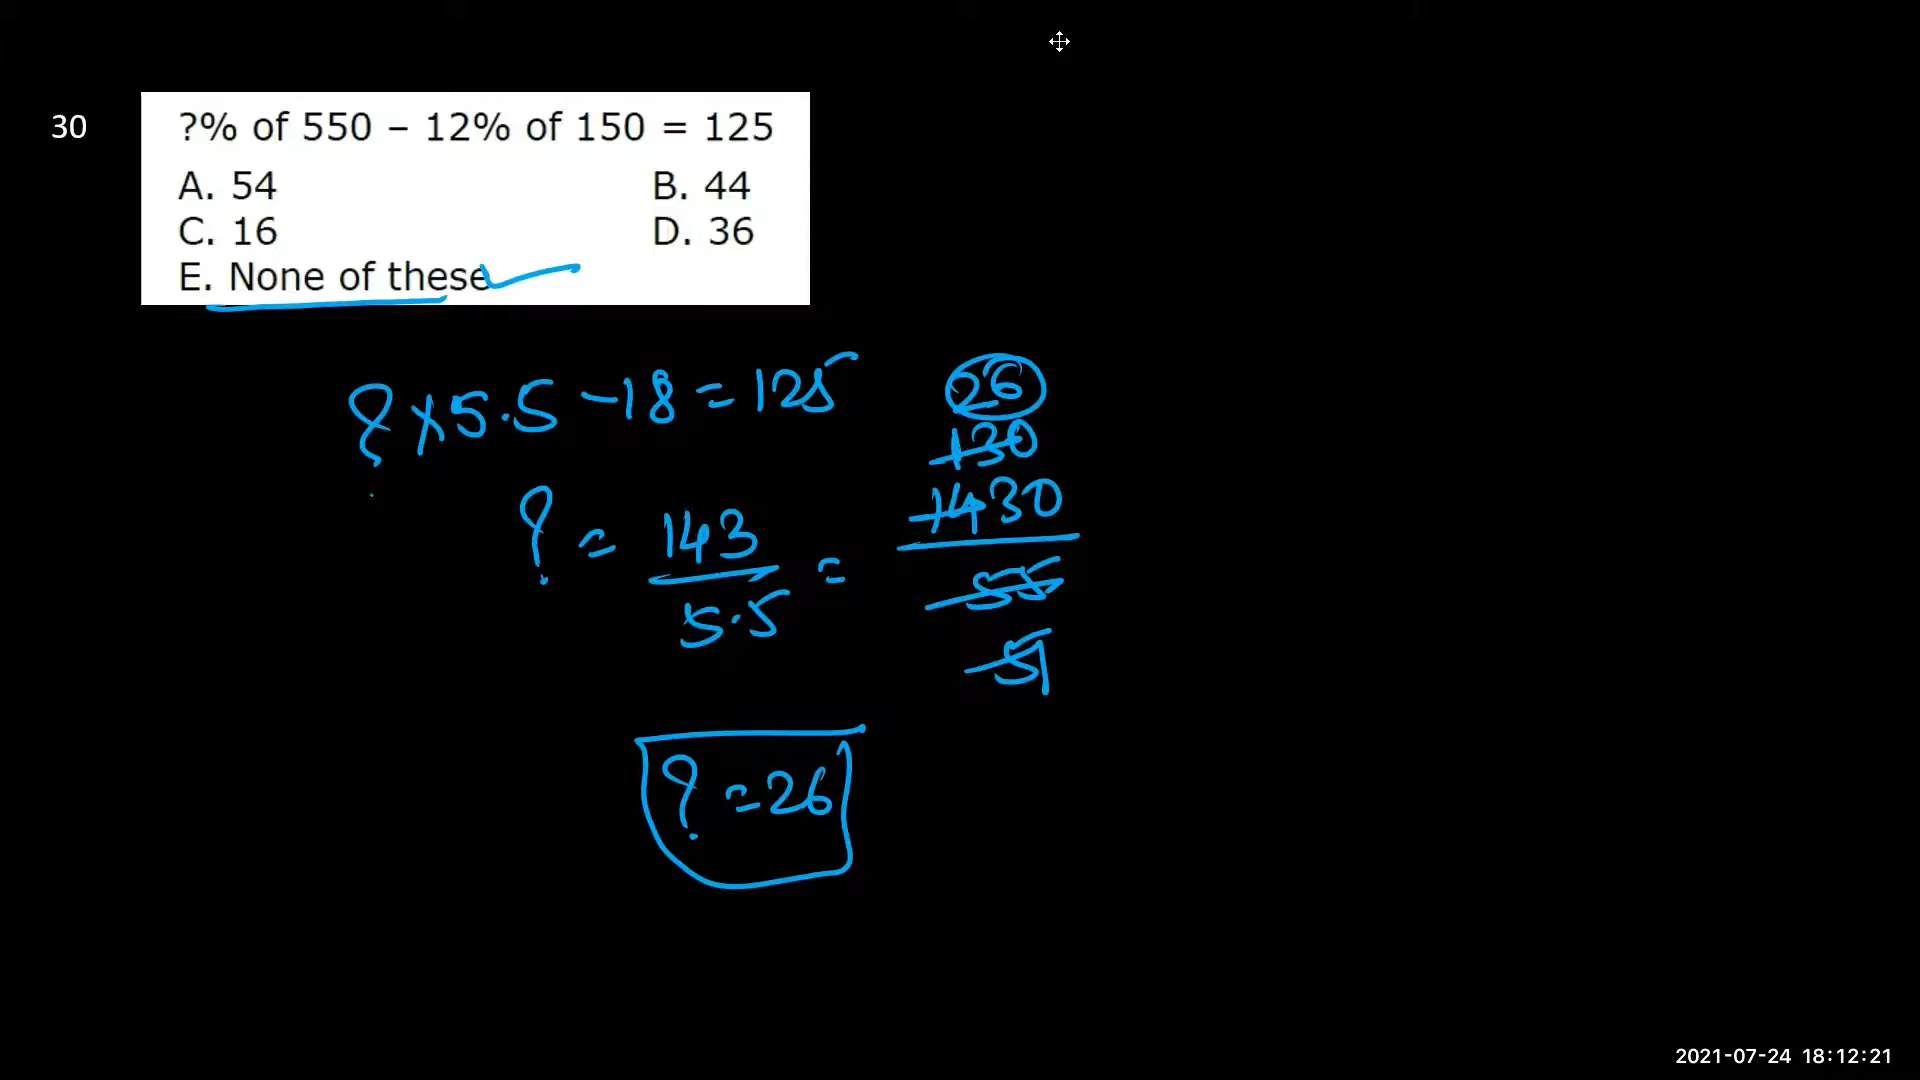 30
?% of 550 – 12% of 150 = 125
A. 54 B. 44
C. 16 D. 36
E. None of these
? × 5.5 – 18 = 125
? = 143/5.5 = 1430/55
130
26
5
? = 26
2021-07-24 18:12:21